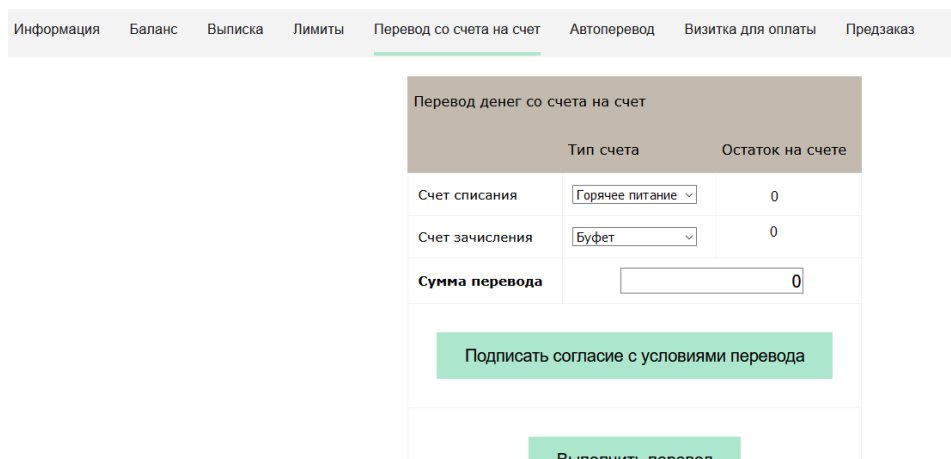 Информация Баланс Выписка Лимиты Перевод со счета на счет Автоперевод Визитка для оплаты Предзаказ
Перевод денег со счета на счет
Тип счета Остаток на счете
Счет списания Горячее питание 0
Счет зачисления Буфет 0
Сумма перевода 0
Подписать согласие с условиями перевода
Выполнить перевод